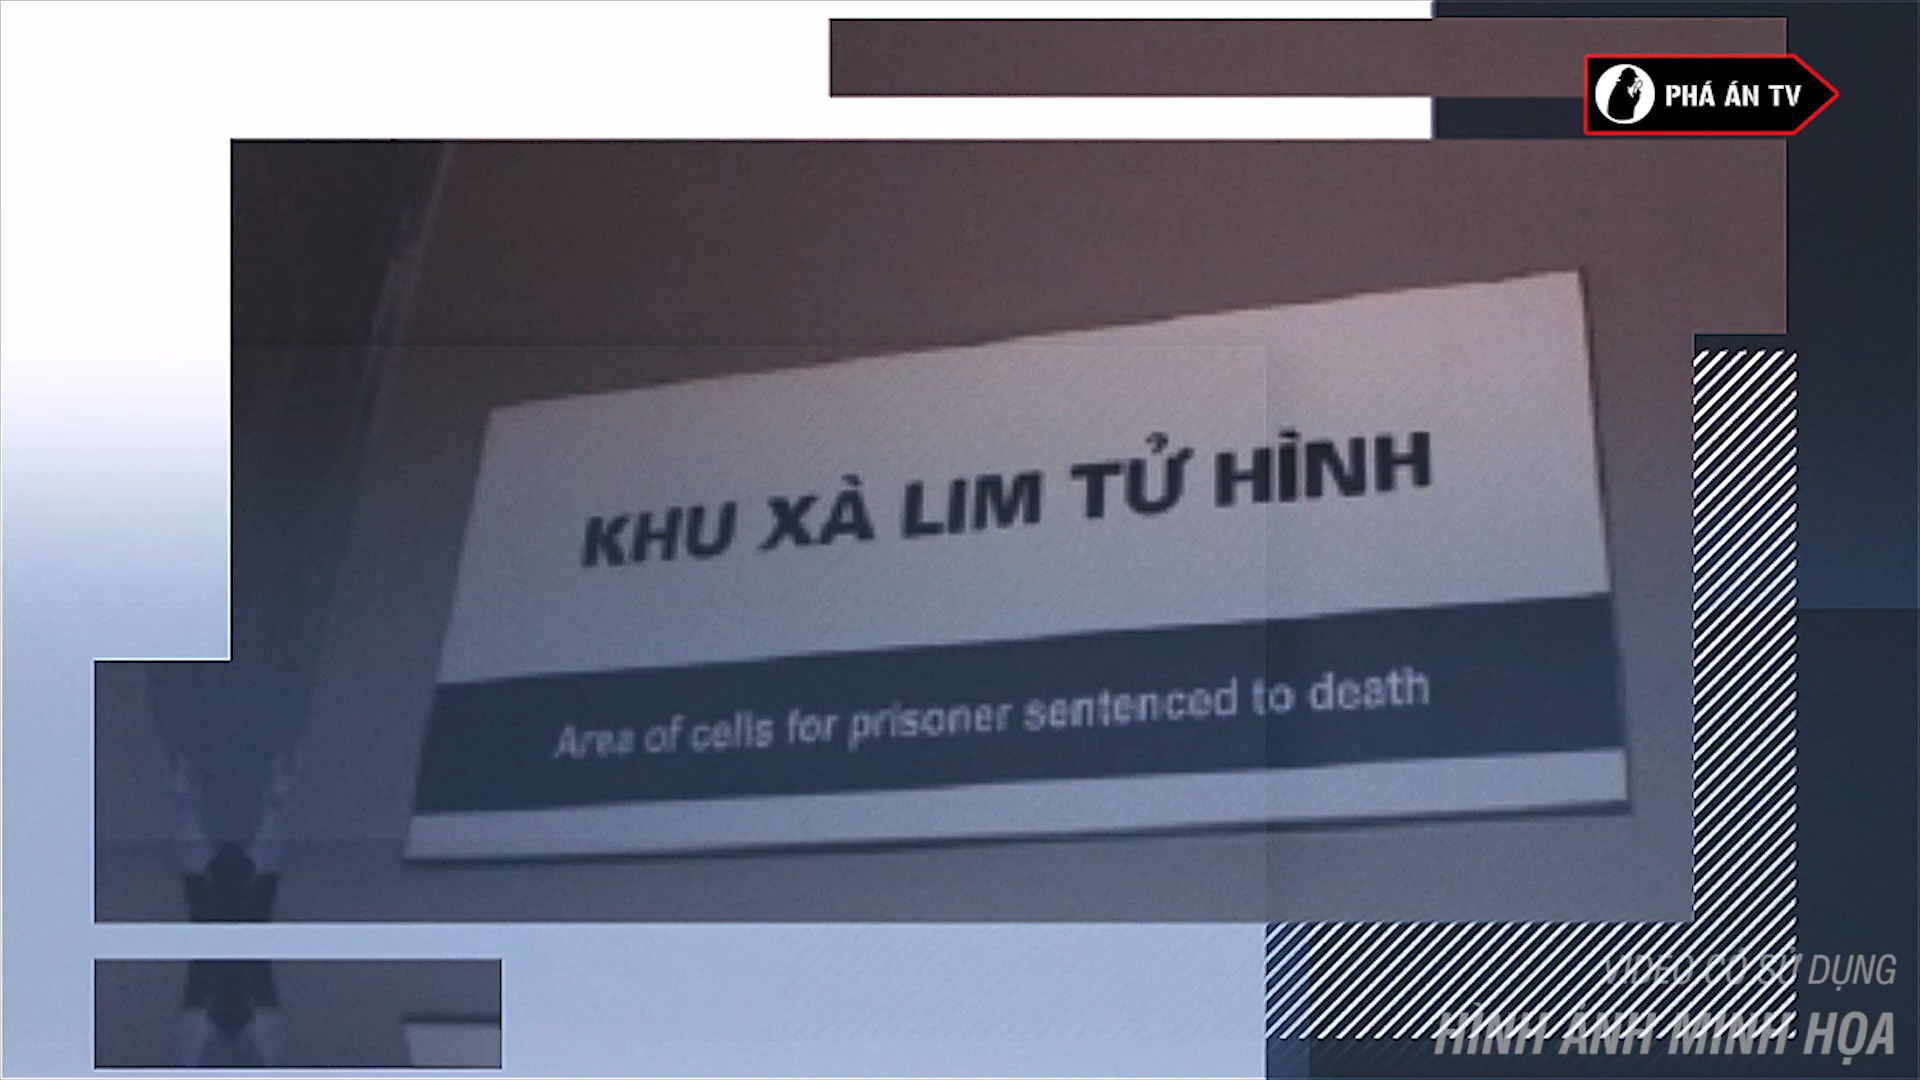 PHÁ ÁN TV
KHU XÀ LIM TỬ HÌNH
Area of cells for prisoner sentenced to death
VIDEO CÓ SỬ DỤNG
HÌNH ẢNH MINH HỌA